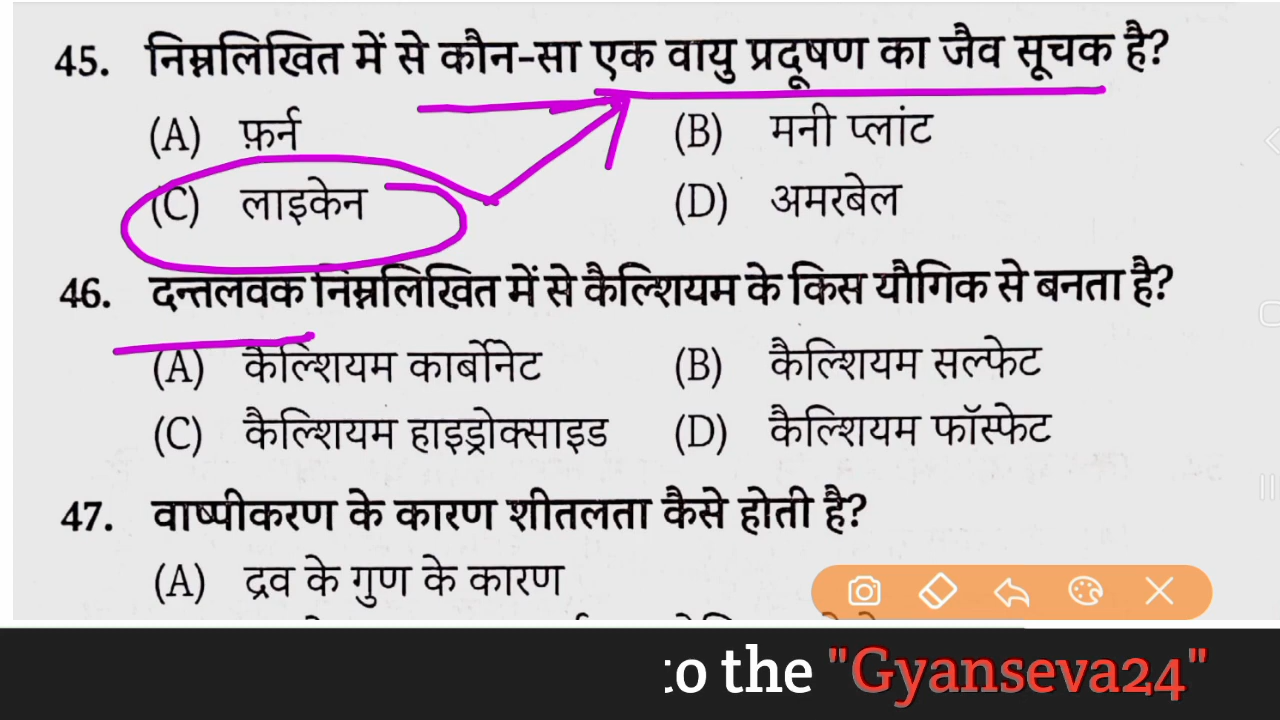 45. निम्नलिखित में से कौन-सा एक वायु प्रदूषण का जैव सूचक है?
(A) फ़र्न (B) मनी प्लांट
(C) लाइकेन (D) अमरबेल
46. दन्तलवक निम्नलिखित में से कैल्शियम के किस यौगिक से बनता है?
(A) कैल्शियम कार्बोनेट (B) कैल्शियम सल्फेट
(C) कैल्शियम हाइड्रोक्साइड (D) कैल्शियम फॉस्फेट
47. वाष्पीकरण के कारण शीतलता कैसे होती है?
(A) द्रव के गुण के कारण
to the "Gyanseva24"